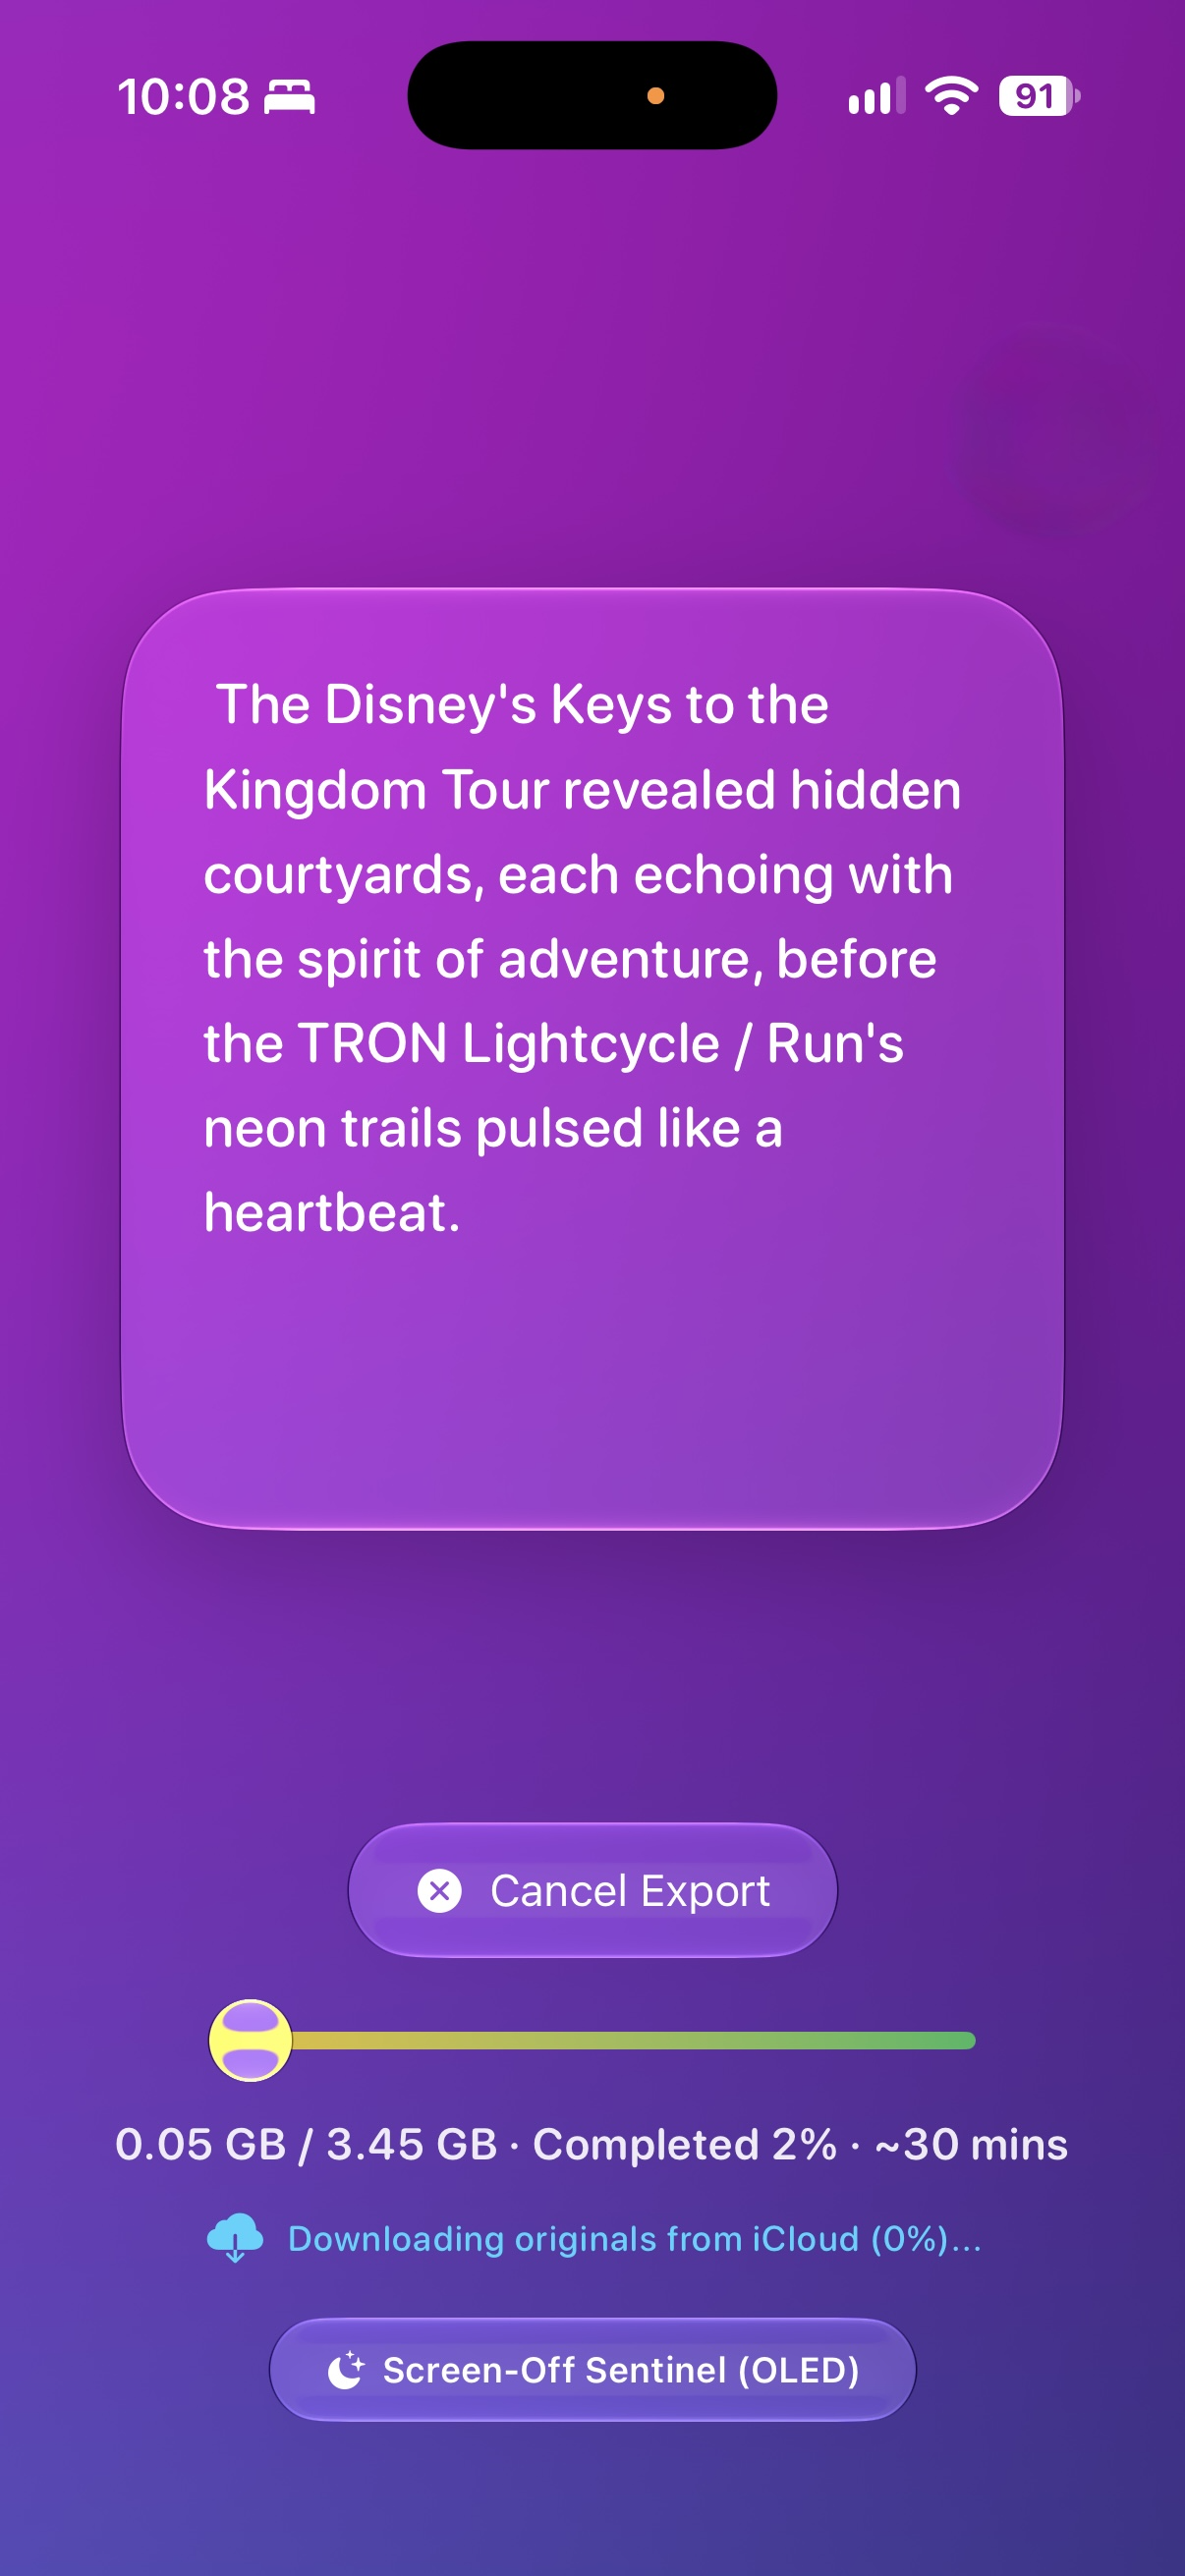 10:08
91
The Disney's Keys to the
Kingdom Tour revealed hidden
courtyards, each echoing with
the spirit of adventure, before
the TRON Lightcycle / Run's
neon trails pulsed like a
heartbeat.
Cancel Export
0.05 GB / 3.45 GB · Completed 2% · ~30 mins
Downloading originals from iCloud (0%)...
Screen-Off Sentinel (OLED)